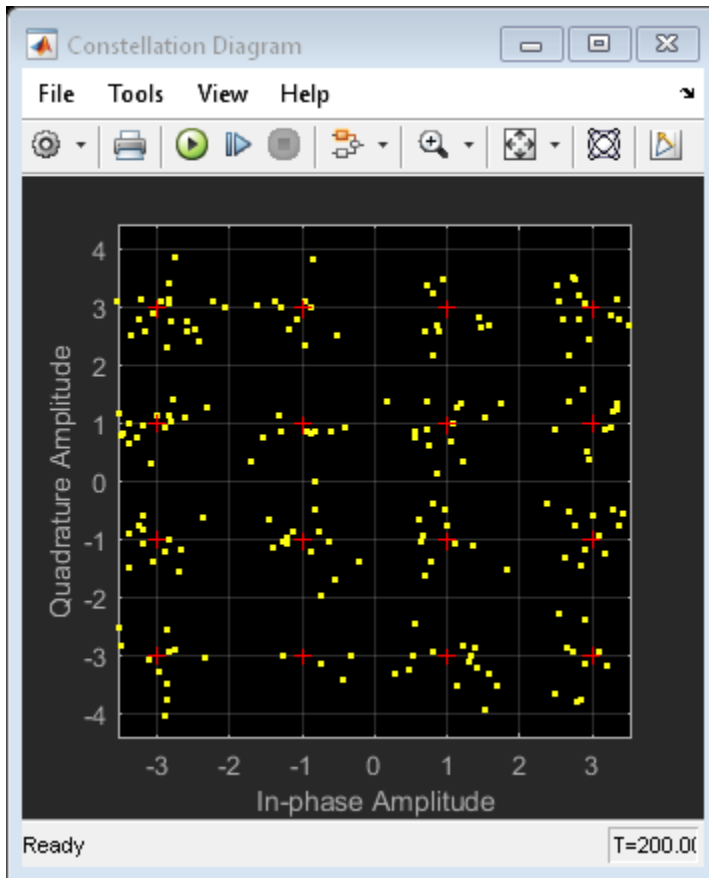 Constellation Diagram
File Tools View Help
4
3
2
1
0
-1
-2
-3
-4
Quadrature Amplitude
-3 -2 -1 0 1 2 3
In-phase Amplitude
Ready T=200.00